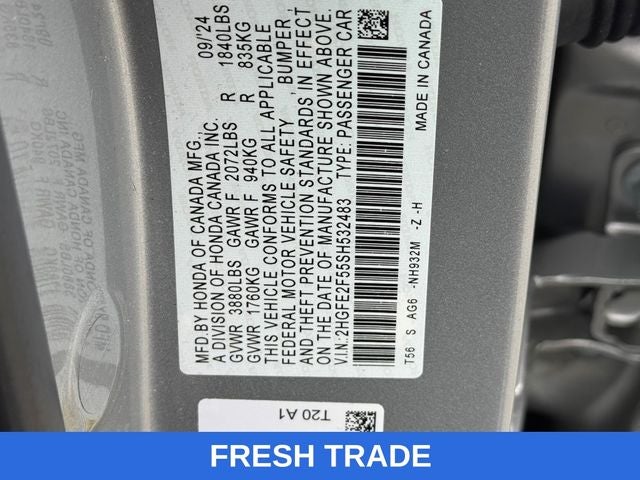 MFD.BY HONDA OF CANADA MFG., 09/'24
A DIVISION OF HONDA CANADA INC.
GVWR 3880LBS GAWR F 2072LBS R 1840LBS
GVWR 1760KG GAWR F 940KG R 835KG
THIS VEHICLE CONFORMS TO ALL APPLICABLE
FEDERAL MOTOR VEHICLE SAFETY , BUMPER ,
AND THEFT PREVENTION STANDARDS IN EFFECT
ON THE DATE OF MANUFACTURE SHOWN ABOVE.
V.I.N: 2HGFE2F55SH532483 TYPE: PASSENGER CAR
T56 S AG6 -NH932M -Z -H MADE IN CANADA
T20 A1
FRESH TRADE